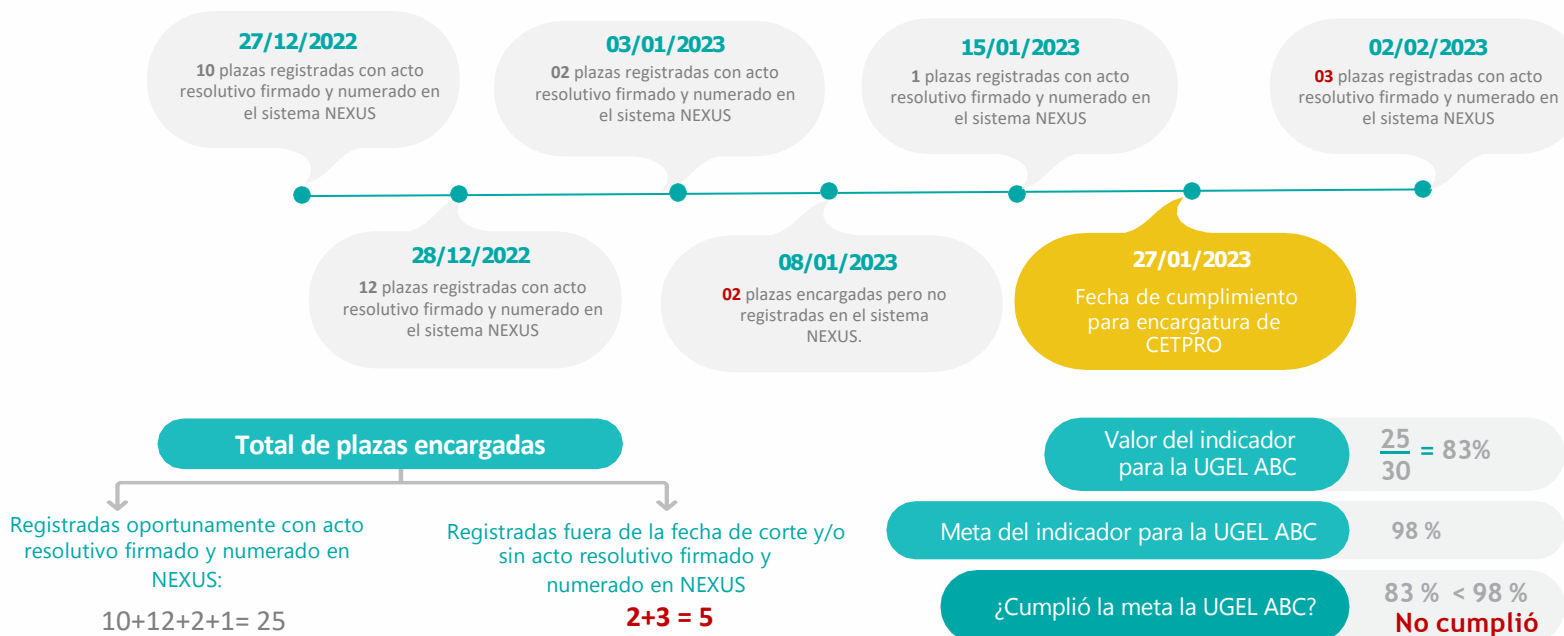 27/12/2022
10 plazas registradas con acto
resolutivo firmado y numerado en
el sistema NEXUS
03/01/2023
02 plazas registradas con acto
resolutivo firmado y numerado en
el sistema NEXUS
15/01/2023
1 plazas registradas con acto
resolutivo firmado y numerado en
el sistema NEXUS
02/02/2023
03 plazas registradas con acto
resolutivo firmado y numerado en
el sistema NEXUS
28/12/2022
12 plazas registradas con acto
resolutivo firmado y numerado en
el sistema NEXUS
08/01/2023
02 plazas encargadas pero no
registradas en el sistema
NEXUS.
27/01/2023
Fecha de cumplimiento
para encargatura de
CETPRO
Total de plazas encargadas
Registradas oportunamente con acto
resolutivo firmado y numerado en
NEXUS:
10+12+2+1= 25
Registradas fuera de la fecha de corte y/o
sin acto resolutivo firmado y
numerado en NEXUS
2+3 = 5
Valor del indicador
para la UGEL ABC
25
30
= 83%
Meta del indicador para la UGEL ABC
98 %
¿Cumplió la meta la UGEL ABC?
83 % < 98 %
No cumplió